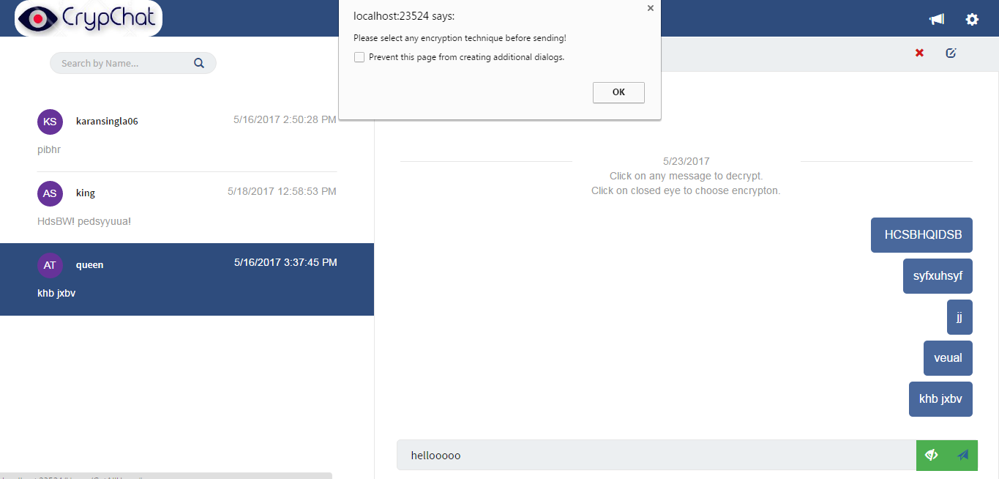 CrypChat
localhost:23524 says:
Please select any encryption technique before sending!
Prevent this page from creating additional dialogs.
OK
Search by Name...
KS karansingla06 5/16/2017 2:50:28 PM
pibhr
AS king 5/18/2017 12:58:53 PM
HdsBW! pedsyyuua!
AT queen 5/16/2017 3:37:45 PM
khb jxbv
5/23/2017
Click on any message to decrypt.
Click on closed eye to choose encrypton.
HCSBHQIDSB
syfxuhsyf
jj
veual
khb jxbv
hellooooo